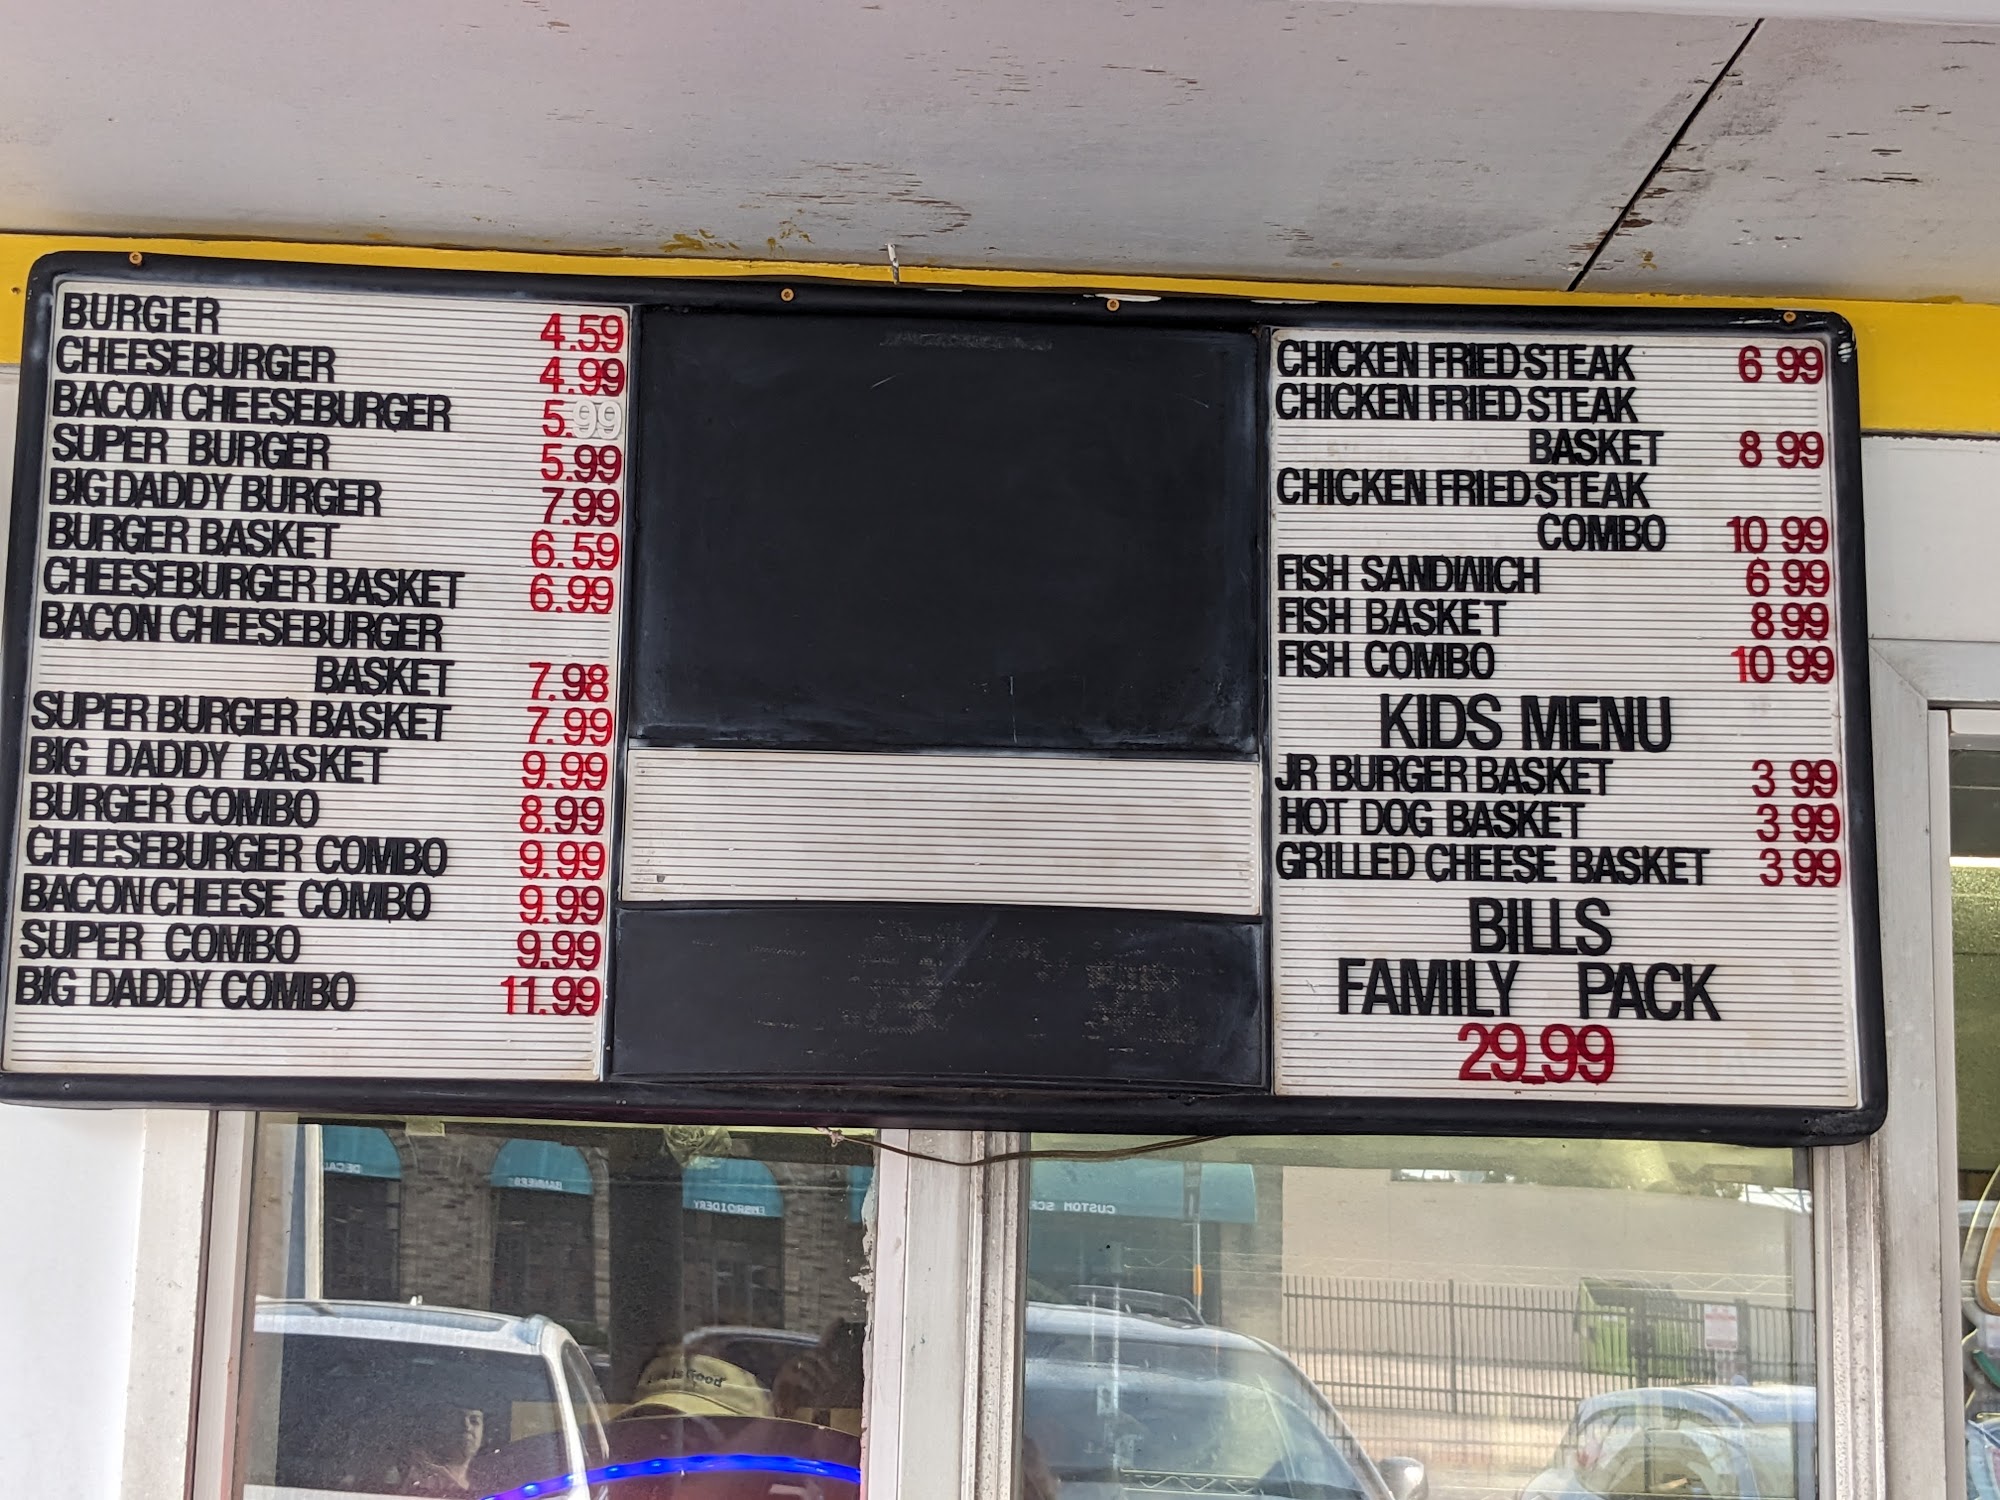 BURGER 4.59
CHEESEBURGER 4.99
BACON CHEESEBURGER 5.99
SUPER BURGER 5.99
BIG DADDY BURGER 7.99
BURGER BASKET 6.59
CHEESEBURGER BASKET 6.99
BACON CHEESEBURGER
BASKET 7.98
SUPER BURGER BASKET 7.99
BIG DADDY BASKET 9.99
BURGER COMBO 8.99
CHEESEBURGER COMBO 9.99
BACON CHEESE COMBO 9.99
SUPER COMBO 9.99
BIG DADDY COMBO 11.99
CHICKEN FRIED STEAK 6 99
CHICKEN FRIED STEAK
BASKET 8 99
CHICKEN FRIED STEAK
COMBO 10 99
FISH SANDWICH 6 99
FISH BASKET 8 99
FISH COMBO 10 99
KIDS MENU
JR BURGER BASKET 3 99
HOT DOG BASKET 3 99
GRILLED CHEESE BASKET 3 99
BILLS
FAMILY PACK
29.99
BANNERS
EMBROIDERY
CUSTOM